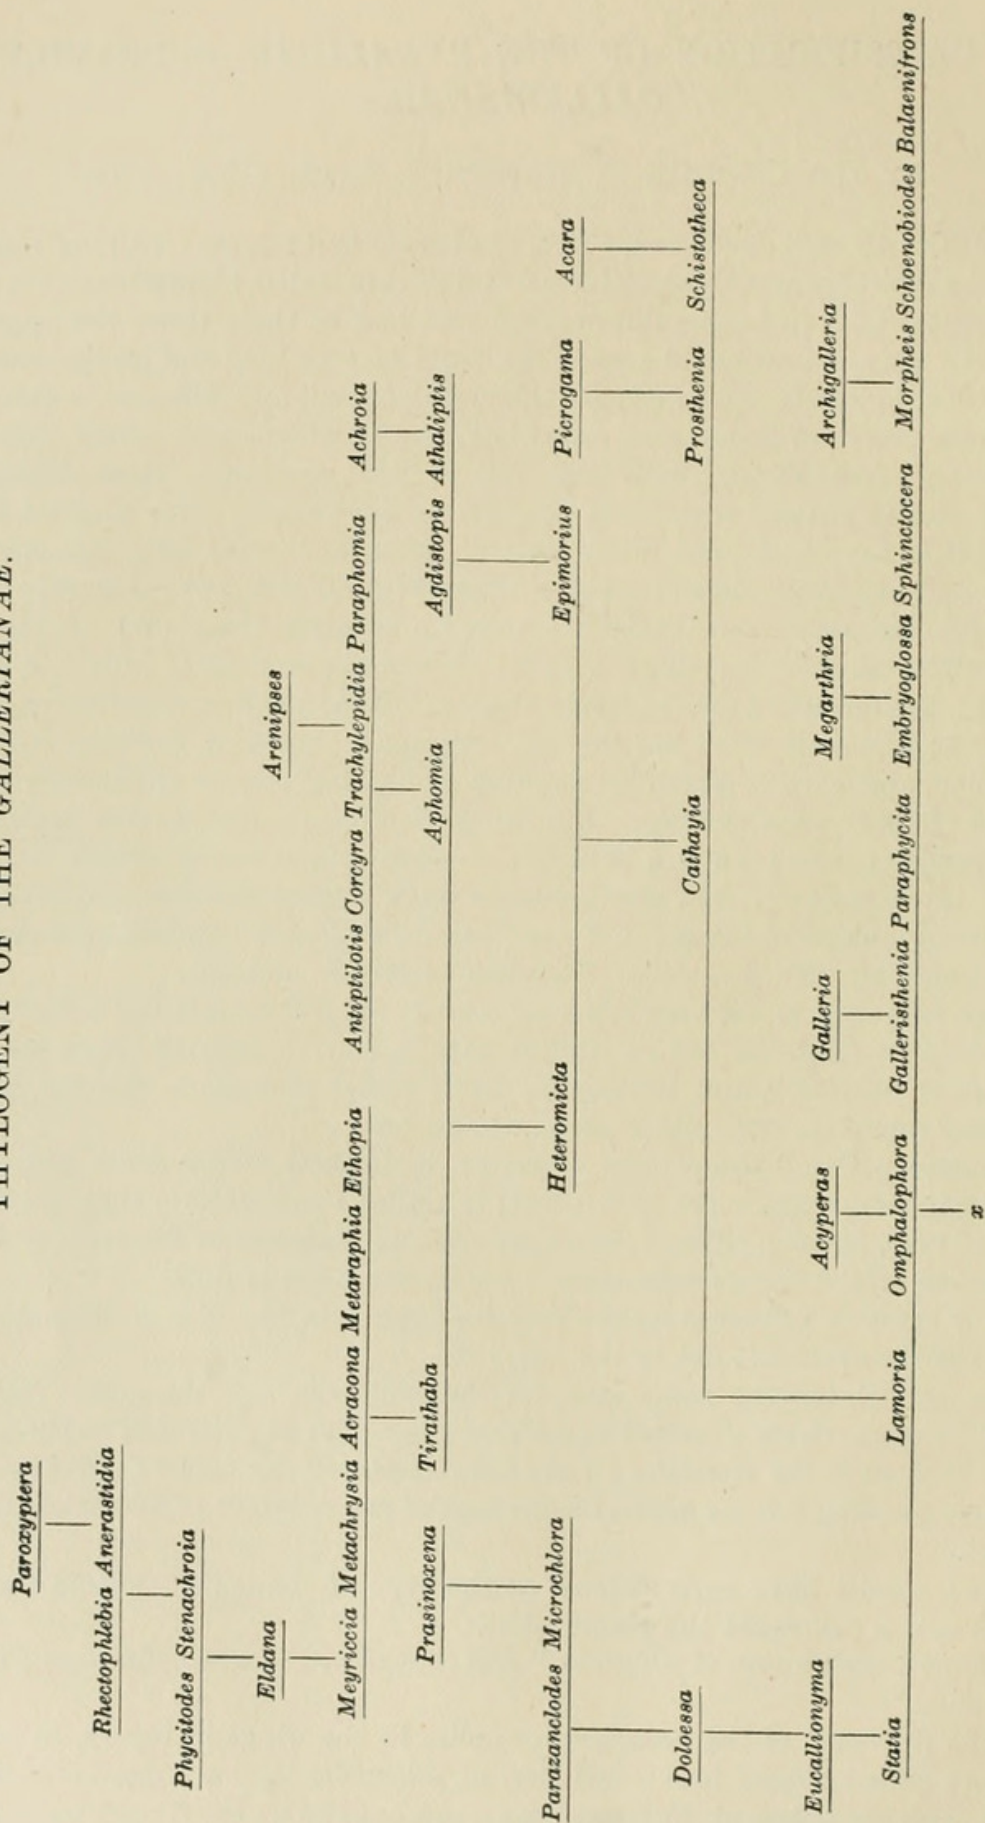 PHYLOGENY OF THE GALLERIANAE.
Paroxyptera
Rhectophlebia Anerastidia
Phycitodes Stenachroia
Eldana Arenipses
Meyriccia Metachrysia Acracona Metaraphia Ethopia Antiptilotis Corcyra Trachylepidia Paraphomia Achroia
Prasinoxena Tirathaba Aphomia Agdistopis Athaliptis
Parazanclodes Microchlora Heteromicta Epimorius Picrogama Acara
Doloessa Cathayia Prosthenia Schistotheca
Eucallionyma Acyperas Galleria Megarthria Archigalleria
Statia Lamoria Omphalophora Galleristhenia Paraphycita Embryoglossa Sphinctocera Morpheis Schoenobiodes Balaenifrons
x